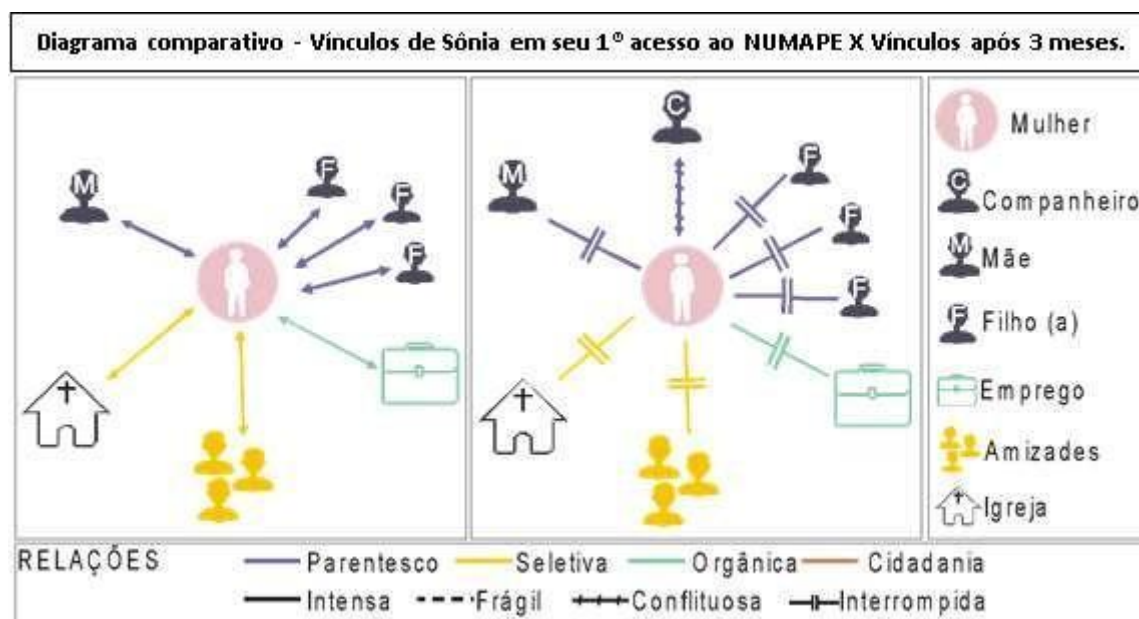 Diagrama comparativo - Vínculos de Sônia em seu 1º acesso ao NUMAPE X Vínculos após 3 meses.
M
F
F
F
C
M
F
F
F
Mulher
C
Companheiro
M
Mãe
F
Filho (a)
Emprego
Amizades
Igreja
RELAÇÕES
Parentesco
Seletiva
Orgânica
Cidadania
Intensa
Frágil
Conflituosa
Interrompida